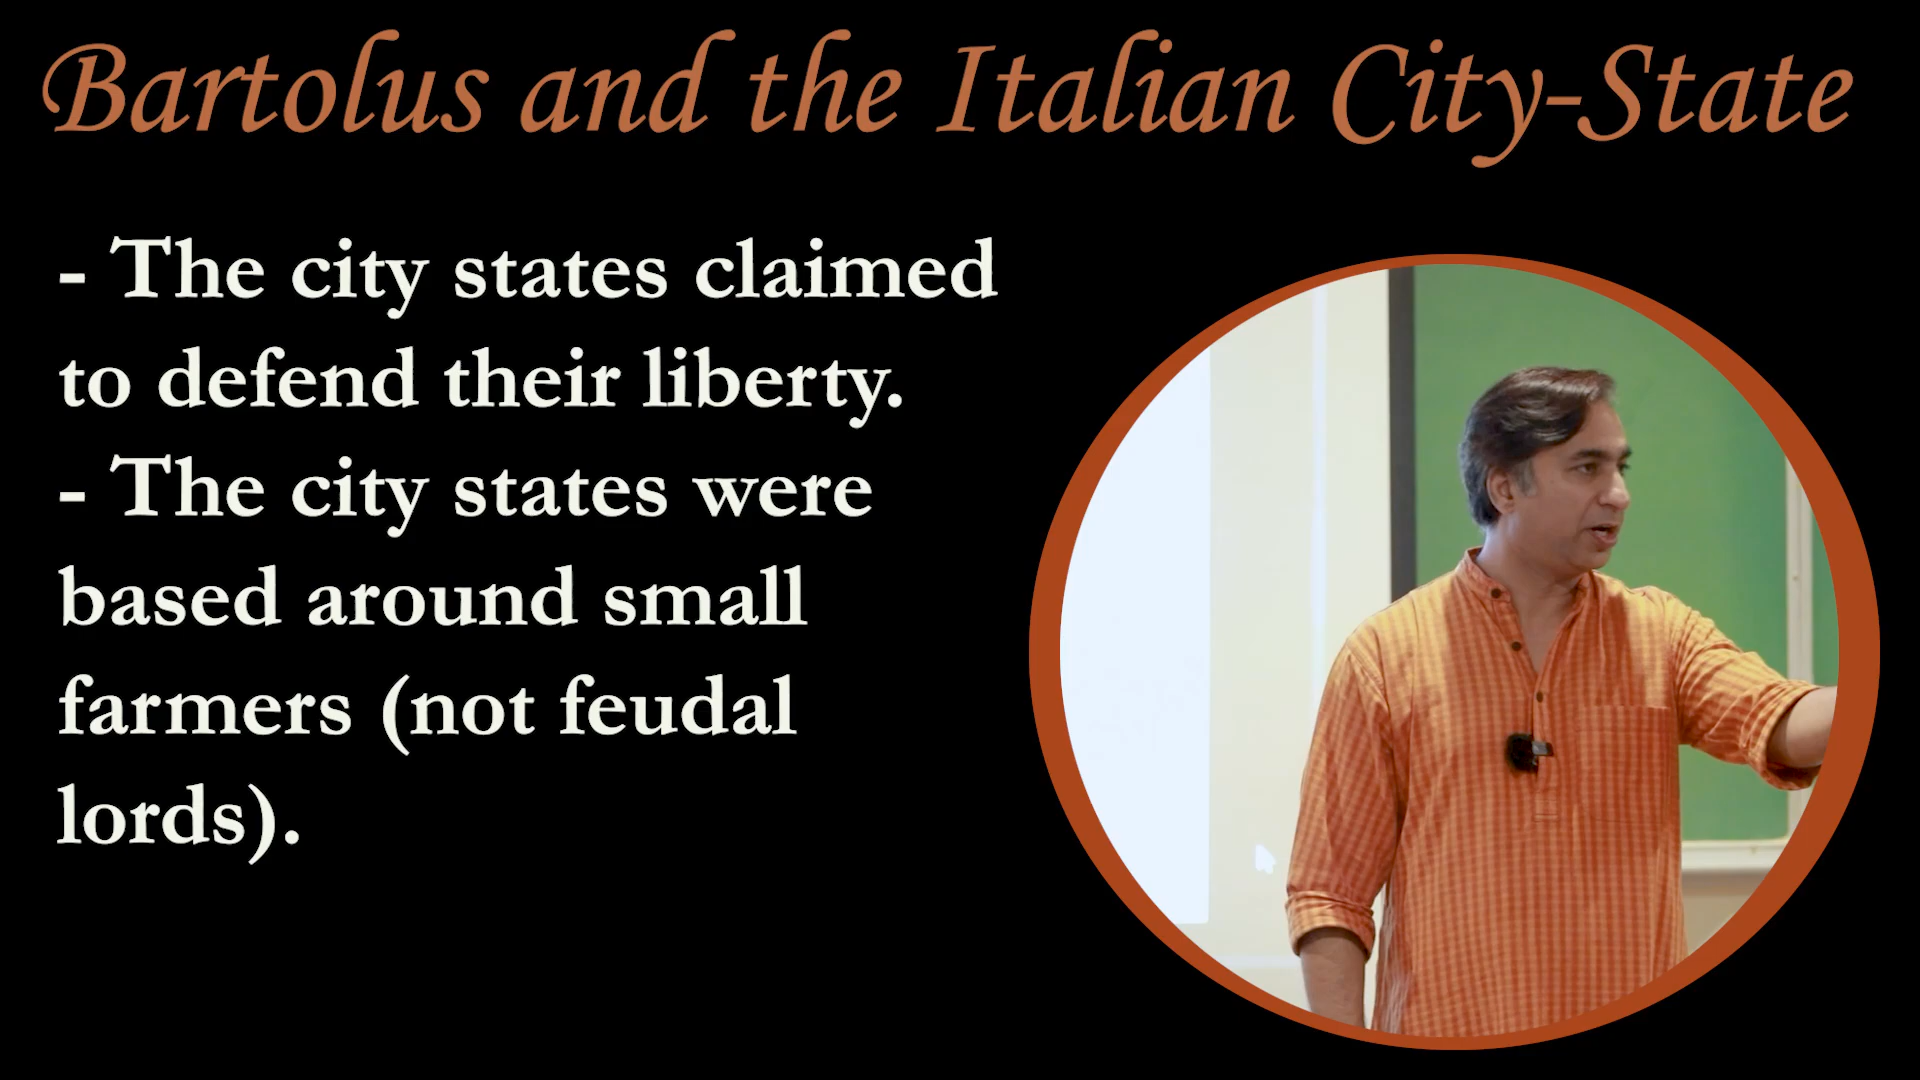 Bartolus and the Italian City-State
- The city states claimed
to defend their liberty.
- The city states were
based around small
farmers (not feudal
lords).